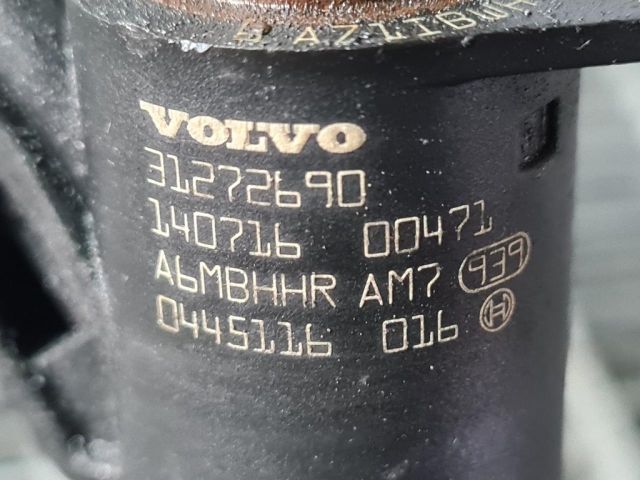 VOLVO
31272690
140716 00471
A6MBHHR AM7 939
0445116 016 H